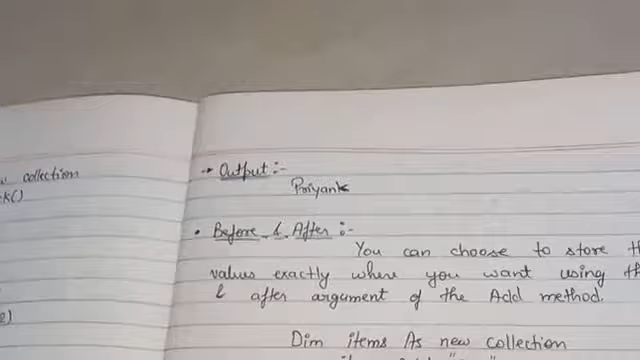 collection
k()
→ Output :-
Priyank
• Before & After :-
You can choose to store
values exactly where you want using
& after argument of the Add method.
Dim items As new collection